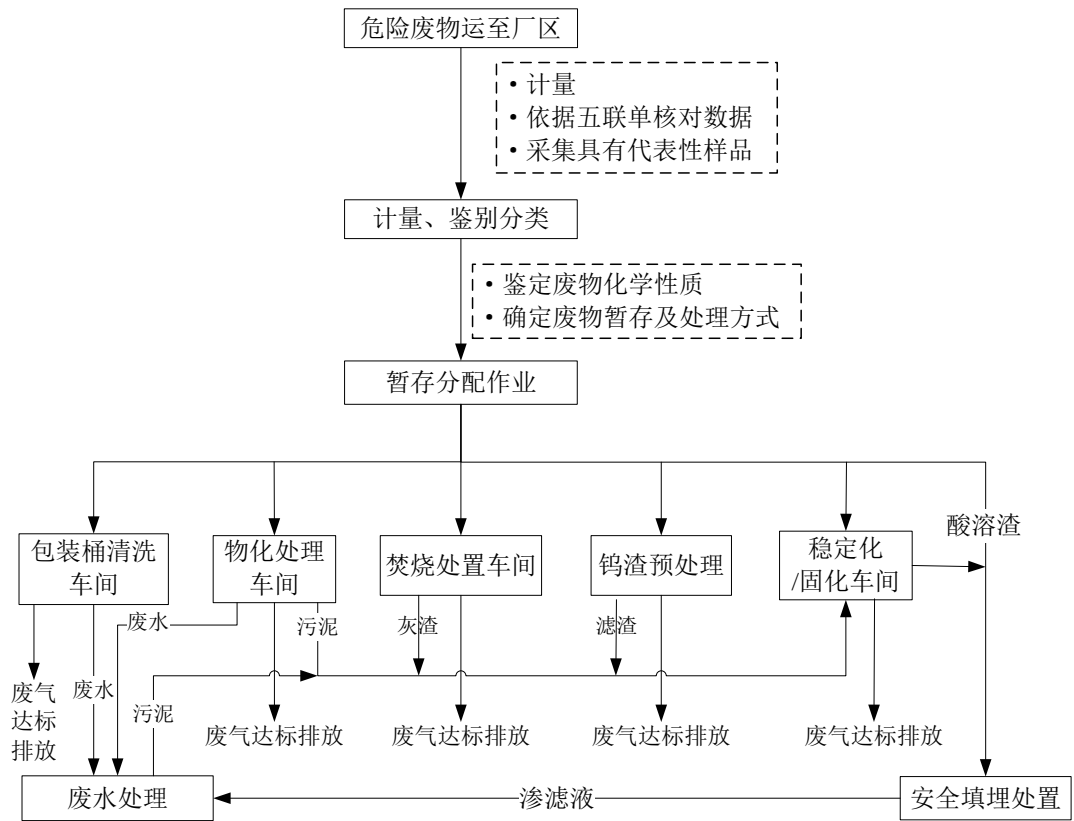 危险废物运至厂区
・计量
・依据五联单核对数据
・采集具有代表性样品
计量、鉴别分类
・鉴定废物化学性质
・确定废物暂存及处理方式
暂存分配作业
酸溶渣
包装桶清洗
车间
物化处理
车间
焚烧处置车间
钨渣预处理
稳定化
/固化车间
废水
污泥
灰渣
滤渣
废气
达标
排放
废水
污泥
废气达标排放
废气达标排放
废气达标排放
废气达标排放
废水处理
渗滤液
安全填埋处置